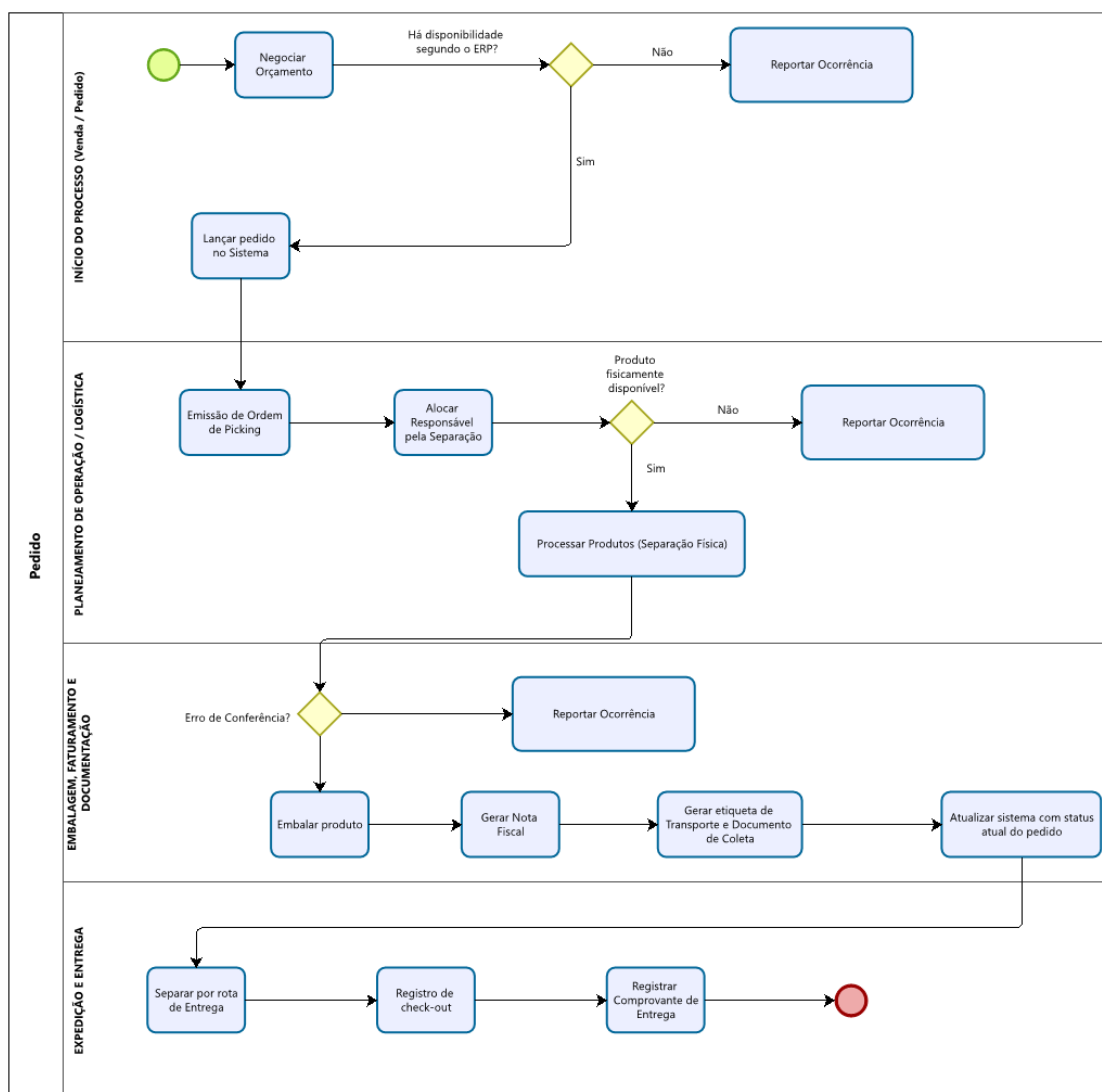 Pedido
INÍCIO DO PROCESSO (Venda / Pedido)
Negociar
Orçamento
Há disponibilidade
segundo o ERP?
Não
Reportar Ocorrência
Sim
Lançar pedido
no Sistema
PLANEJAMENTO DE OPERAÇÃO / LOGÍSTICA
Emissão de Ordem
de Picking
Alocar
Responsável
pela Separação
Produto
fisicamente
disponível?
Não
Reportar Ocorrência
Sim
Processar Produtos (Separação Física)
EMBALAGEM, FATURAMENTO E
DOCUMENTAÇÃO
Erro de Conferência?
Reportar Ocorrência
Embalar produto
Gerar Nota
Fiscal
Gerar etiqueta de
Transporte e Documento
de Coleta
Atualizar sistema com status
atual do pedido
EXPEDIÇÃO E ENTREGA
Separar por rota
de Entrega
Registro de
check-out
Registrar
Comprovante de
Entrega